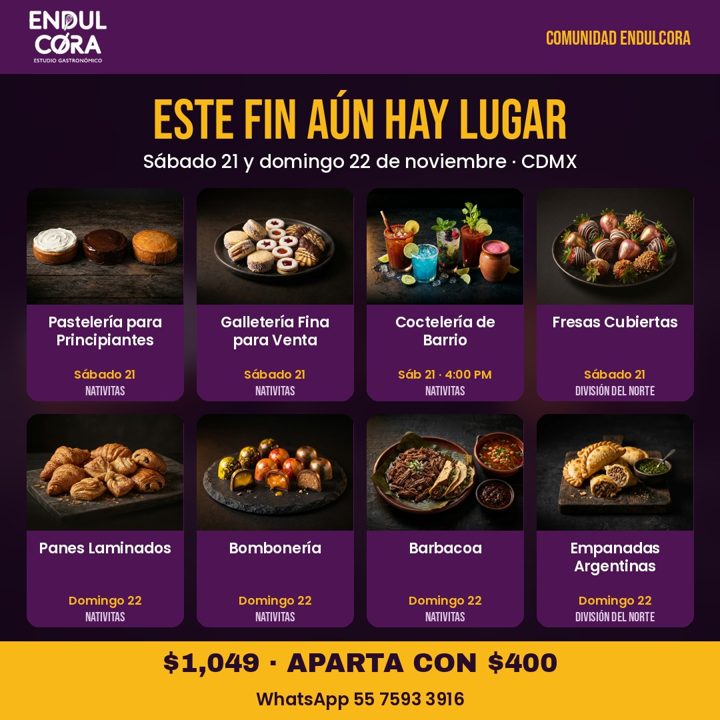 ENDUL
CØRA
ESTUDIO GASTRONÓMICO
COMUNIDAD ENDULCORA
ESTE FIN AÚN HAY LUGAR
Sábado 21 y domingo 22 de noviembre · CDMX
Pastelería para
Principiantes
Sábado 21
NATIVITAS
Galletería Fina
para Venta
Sábado 21
NATIVITAS
Coctelería de
Barrio
Sáb 21 · 4:00 PM
NATIVITAS
Fresas Cubiertas
Sábado 21
DIVISIÓN DEL NORTE
Panes Laminados
Domingo 22
NATIVITAS
Bombonería
Domingo 22
NATIVITAS
Barbacoa
Domingo 22
NATIVITAS
Empanadas
Argentinas
Domingo 22
DIVISIÓN DEL NORTE
$1,049 · APARTA CON $400
WhatsApp 55 7593 3916